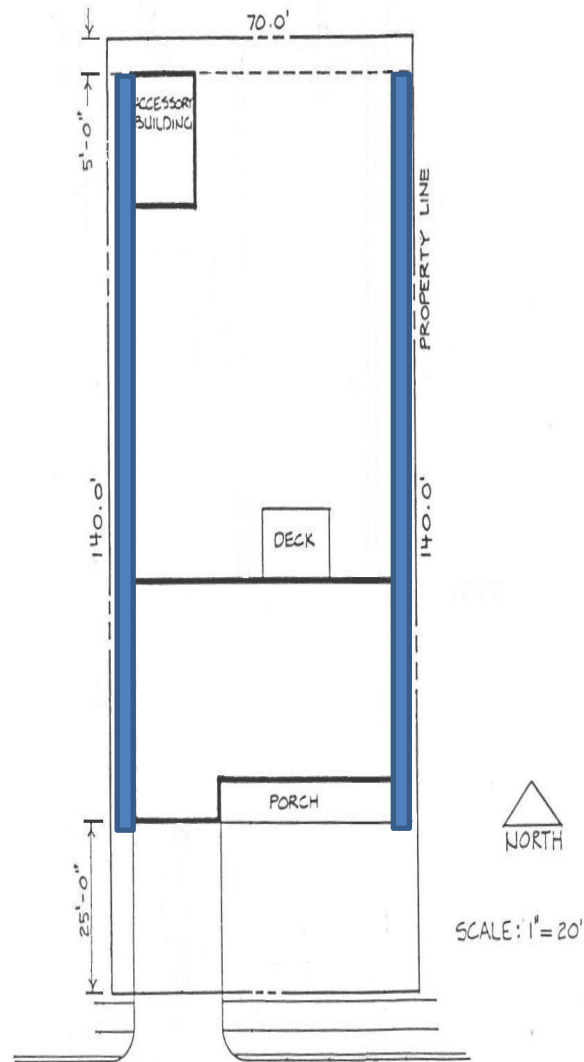 70.0'
ACCESSORY
BUILDING
5'-0"
PROPERTY LINE
140.0'
140.0'
DECK
PORCH
NORTH
25'-0"
SCALE: 1"=20'